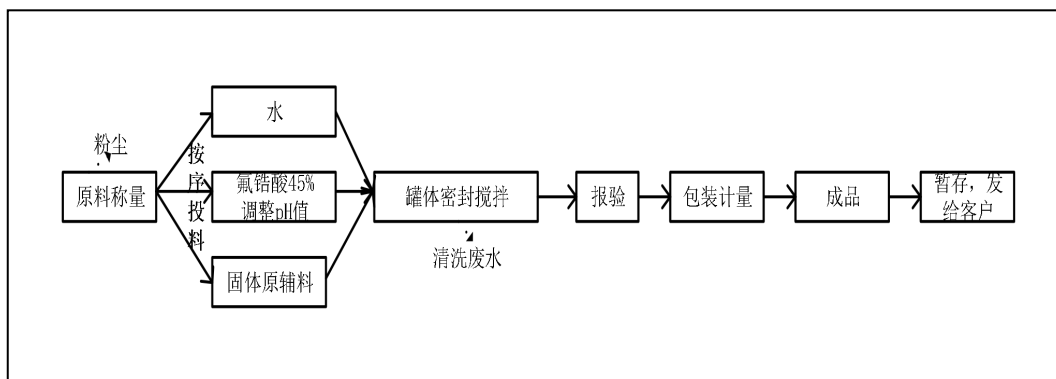 水
粉尘
按序投料
原料称量
氟锆酸45%
调整pH值
罐体密封搅拌
报验
包装计量
成品
暂存，发
给客户
清洗废水
固体原辅料